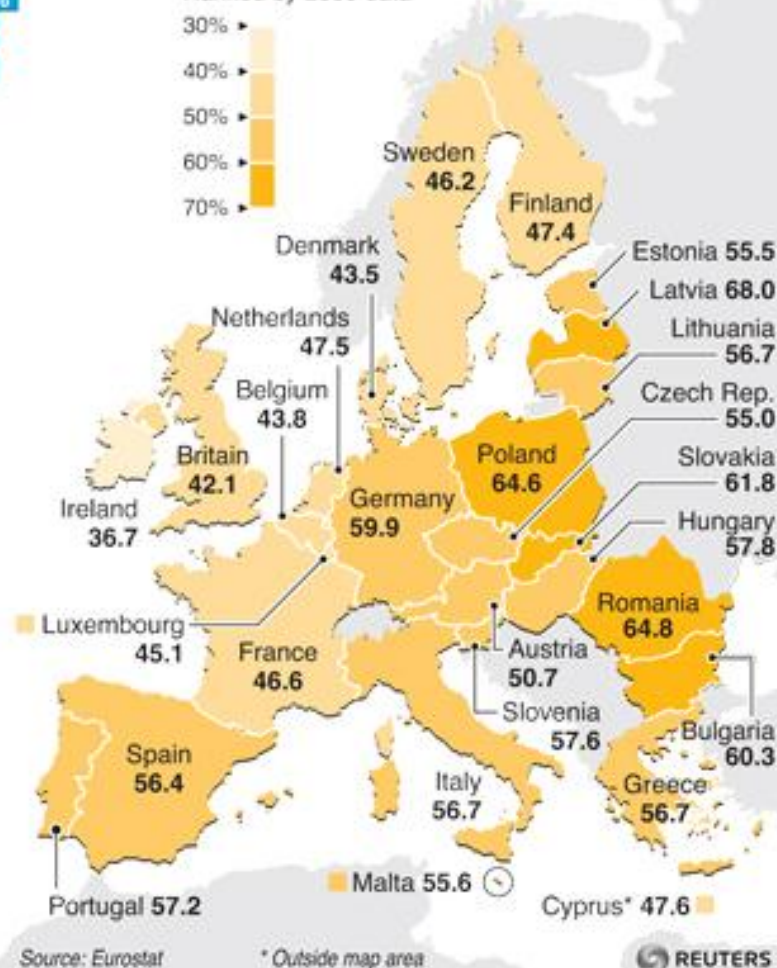 30%
40%
50%
60%
70%
Sweden
46.2
Finland
47.4
Denmark
43.5
Estonia 55.5
Latvia 68.0
Netherlands
47.5
Lithuania
56.7
Belgium
43.8
Czech Rep.
55.0
Britain
42.1
Poland
64.6
Slovakia
61.8
Ireland
36.7
Germany
59.9
Hungary
57.8
Luxembourg
45.1
France
46.6
Romania
64.8
Austria
50.7
Slovenia
57.6
Bulgaria
60.3
Spain
56.4
Italy
56.7
Greece
56.7
Malta 55.6
Portugal 57.2
Cyprus* 47.6
Source: Eurostat
* Outside map area
REUTERS